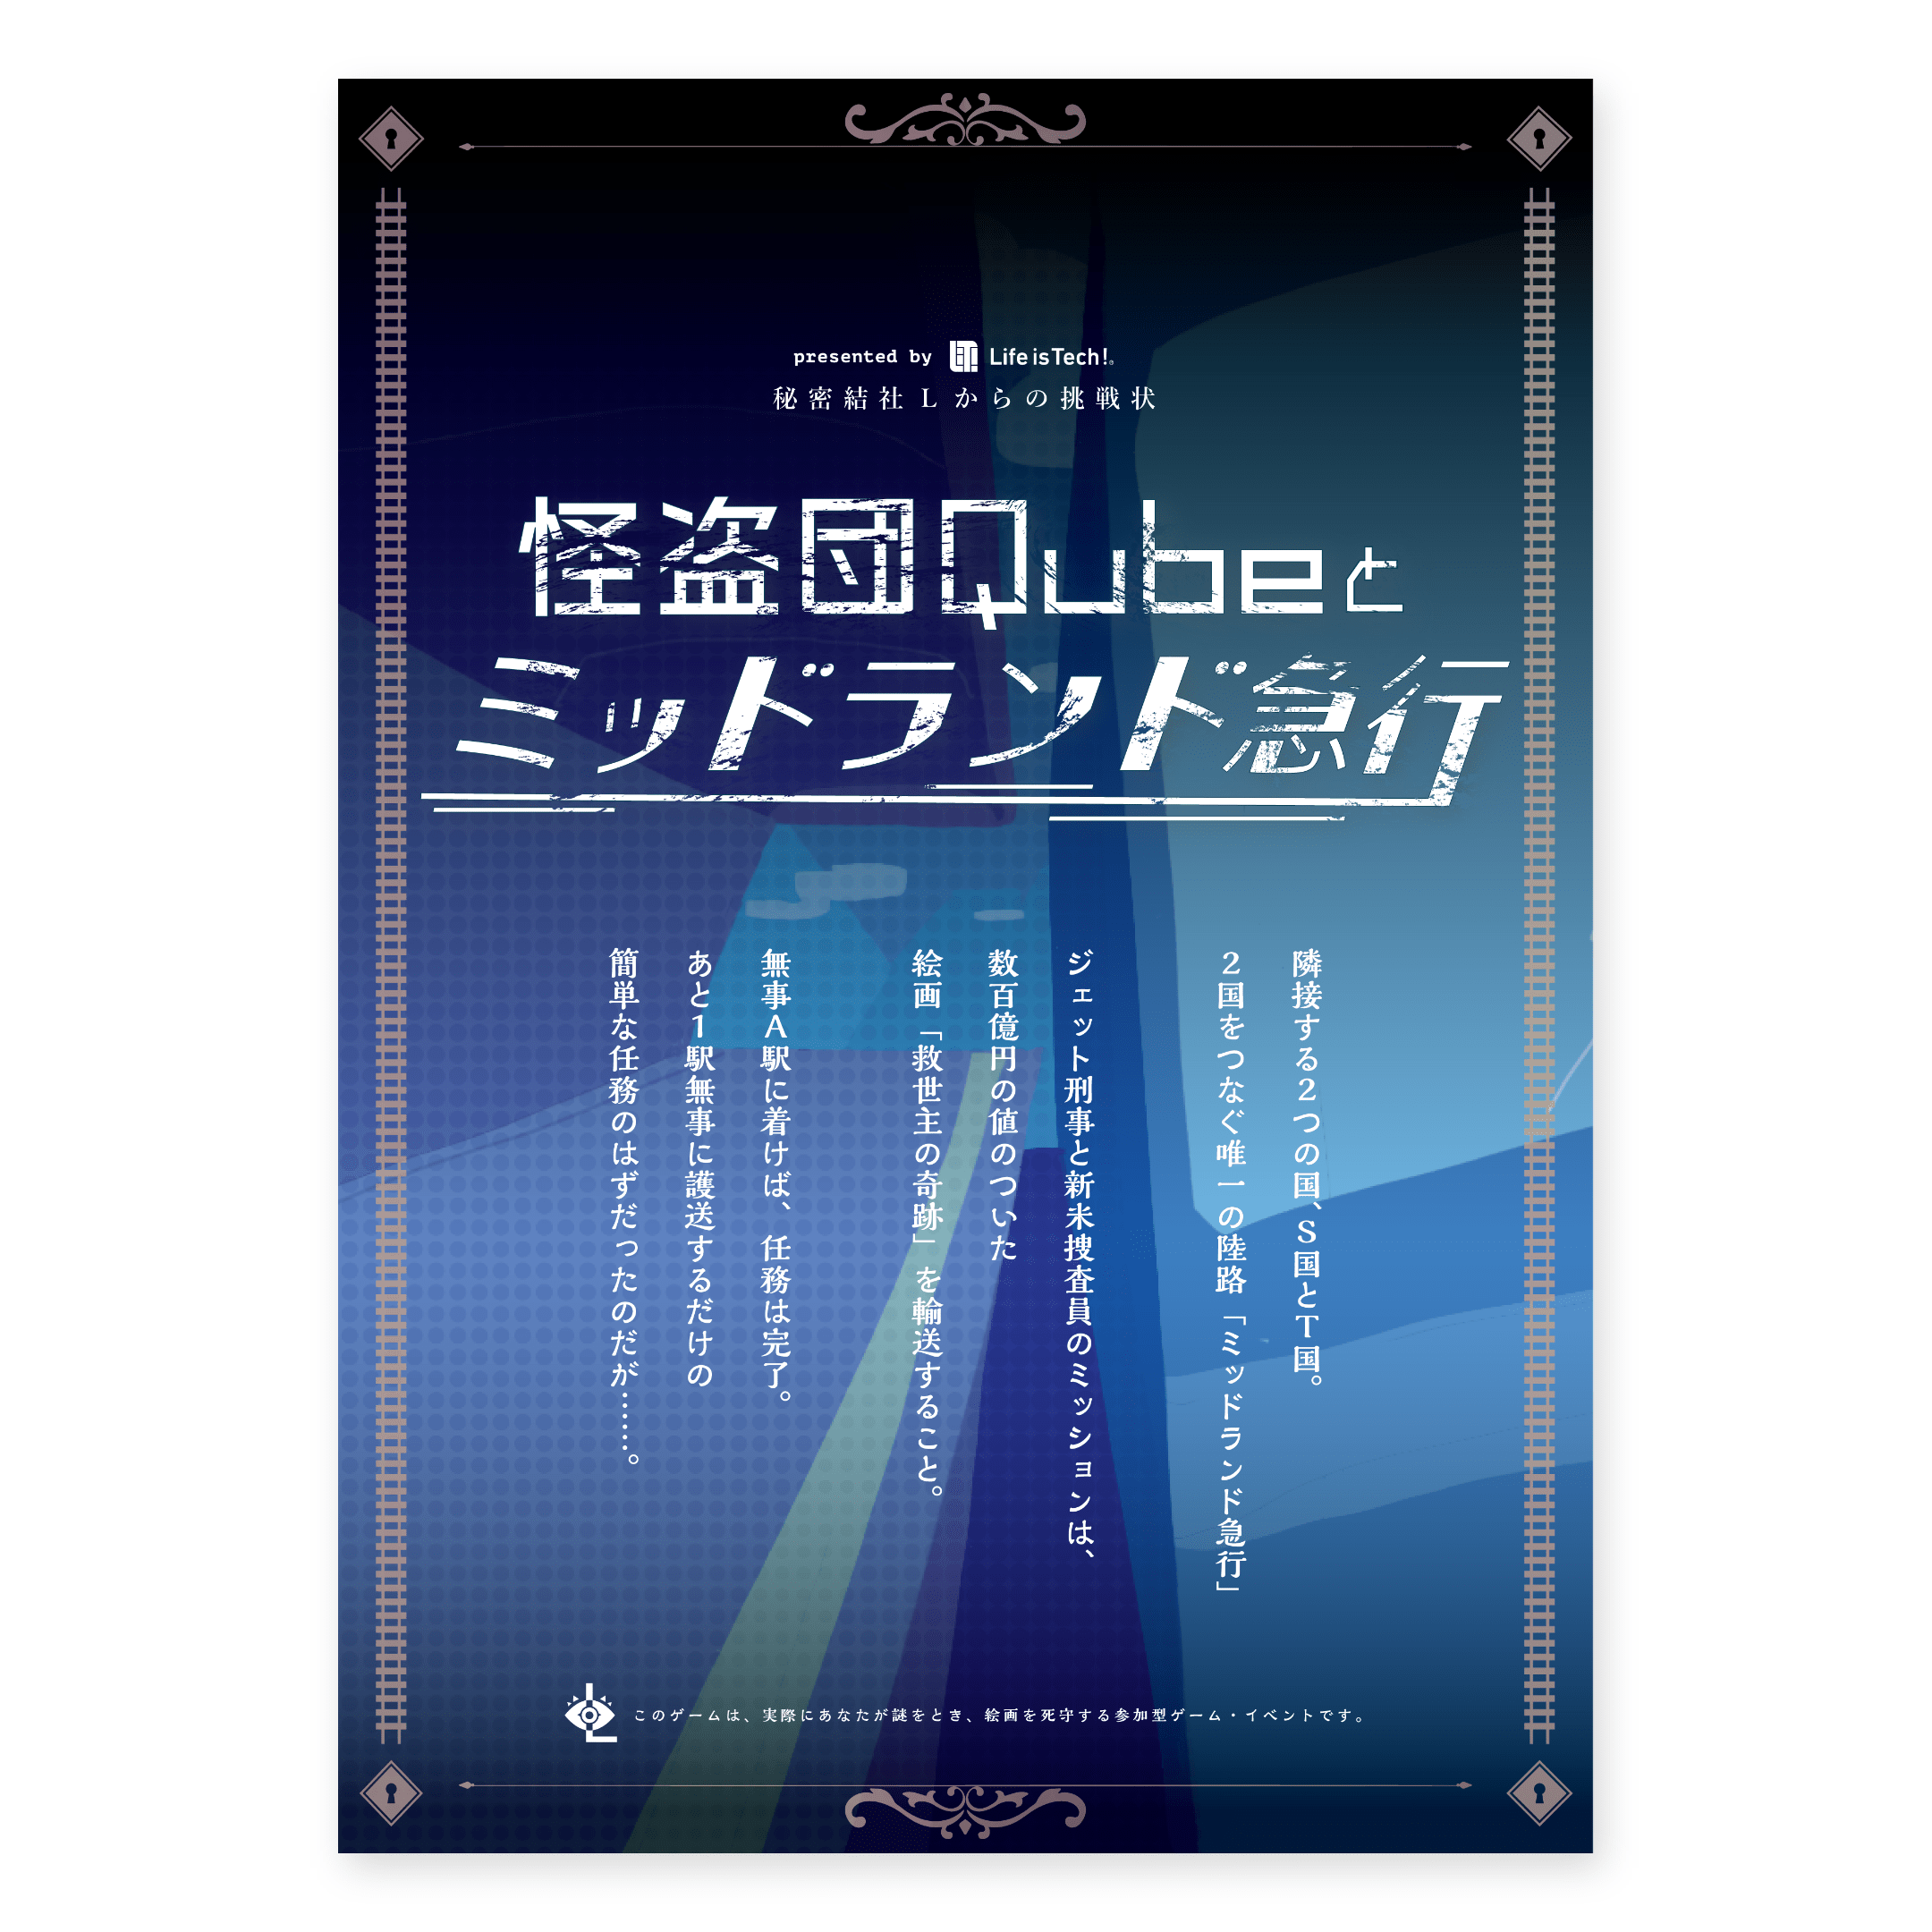 presented by Life is Tech!
秘密結社Lからの挑戦状
怪盗団Qubeと
ミッドランド急行
隣接する2つの国、S国とT国。
2国をつなぐ唯一の陸路「ミッドランド急行」
ジェット刑事と新米捜査員のミッションは、
数百億円の値のついた
絵画「救世主の奇跡」を輸送すること。
無事A駅に着けば、任務は完了。
あと1駅無事に護送するだけの
簡単な任務のはずだったのだが……。
このゲームは、実際にあなたが謎をとき、絵画を死守する参加型ゲーム・イベントです。